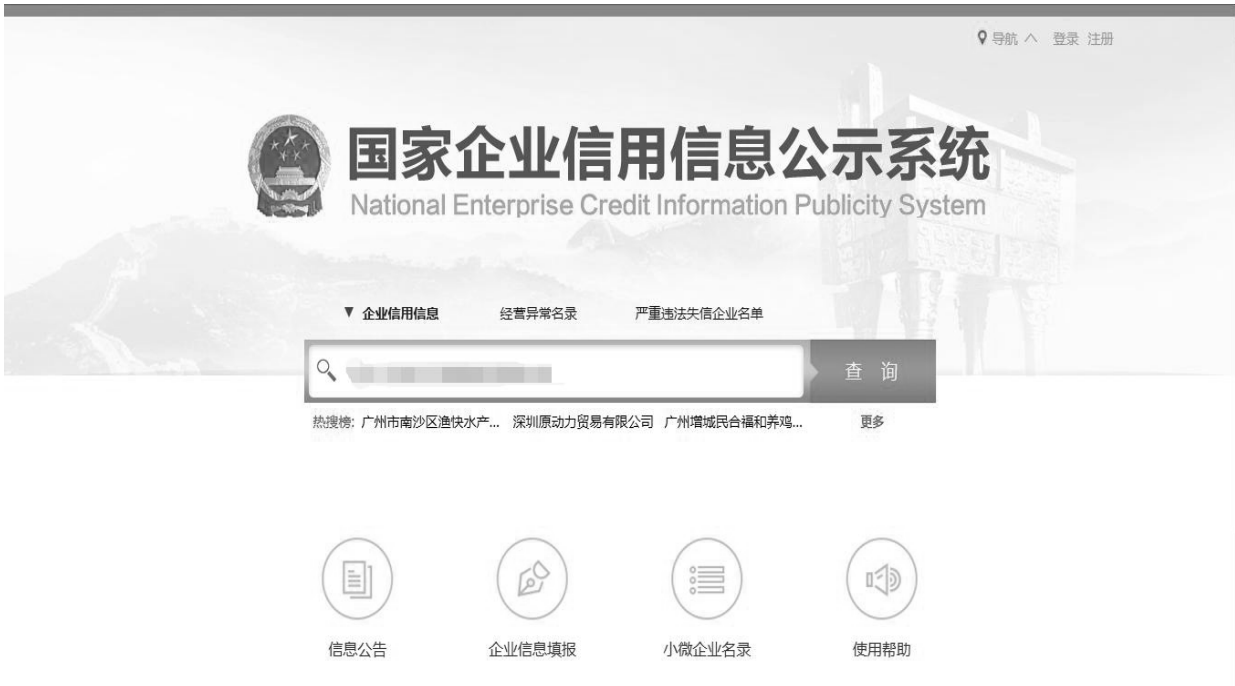 导航 登录 注册
国家企业信用信息公示系统
National Enterprise Credit Information Publicity System
企业信用信息 经营异常名录 严重违法失信企业名单
查 询
热搜榜: 广州市南沙区渔快水产... 深圳原动力贸易有限公司 广州增城民合福和养鸡... 更多
信息公告 企业信息填报 小微企业名录 使用帮助